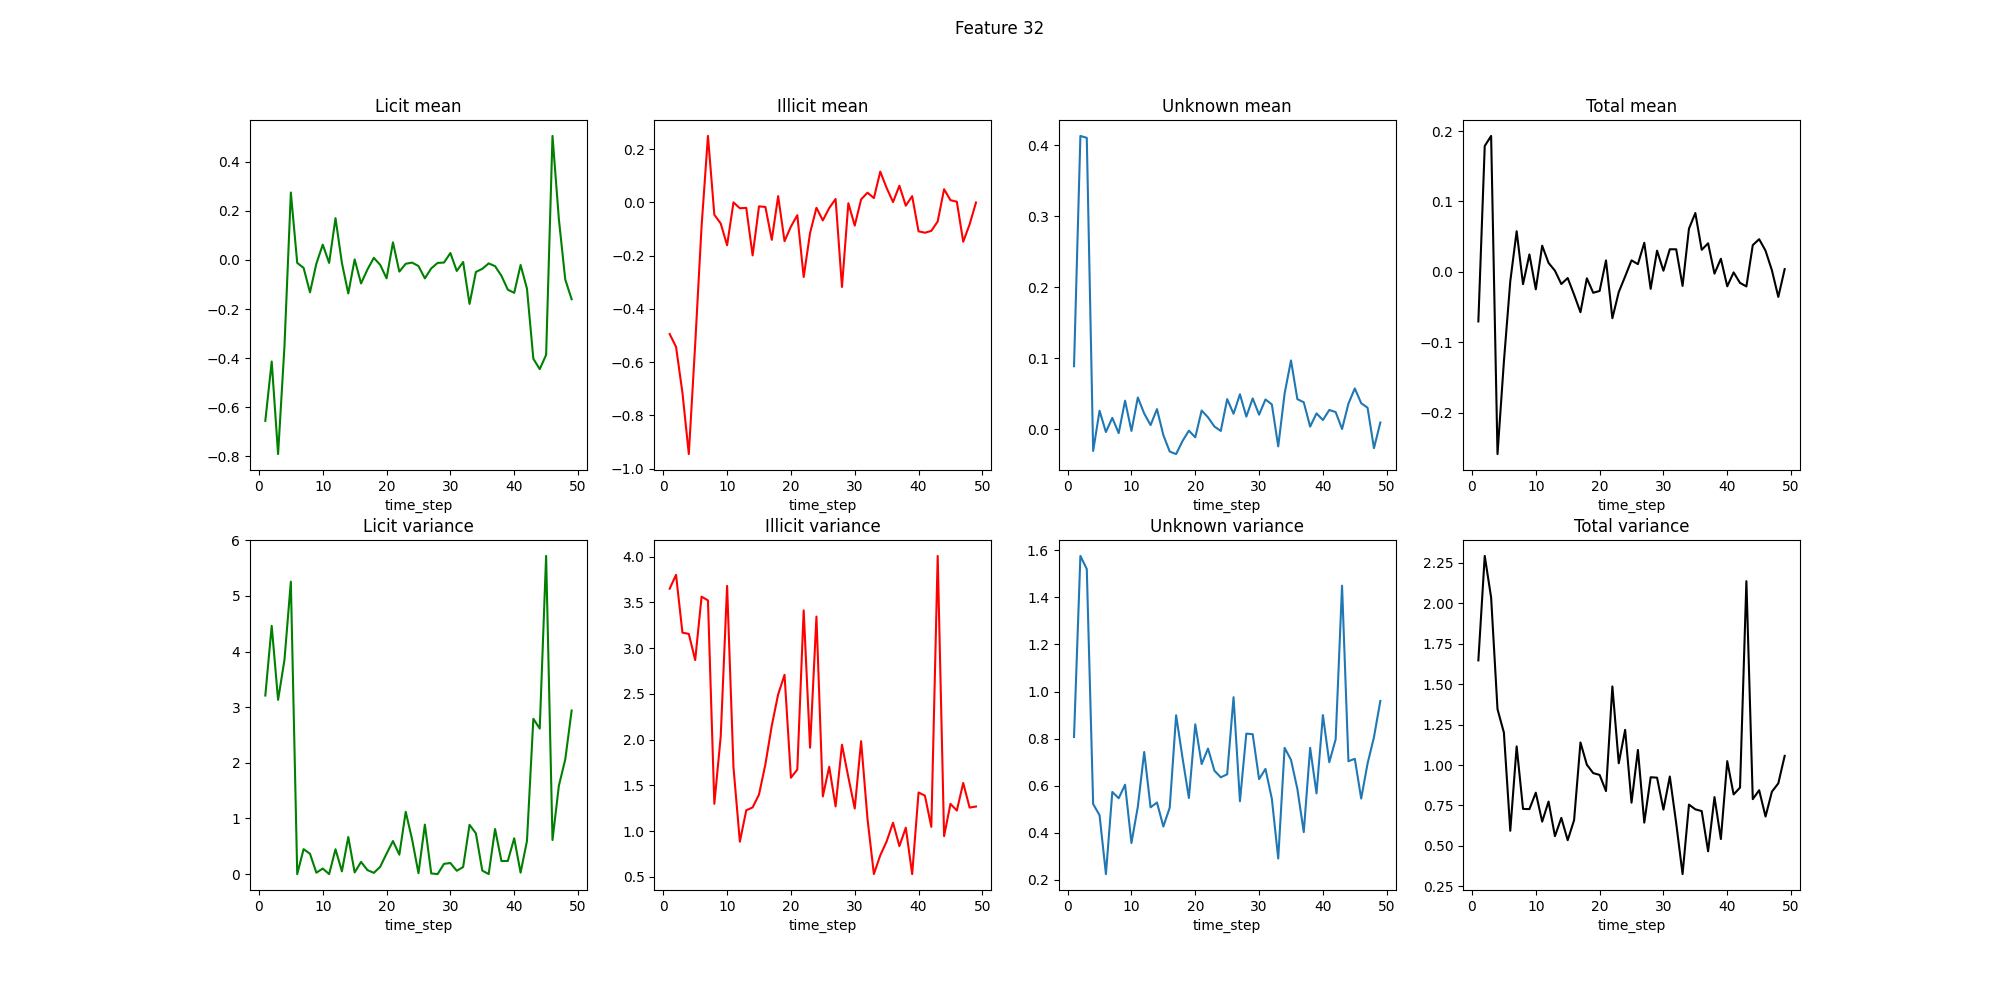 Feature 32
Licit mean
0.4
0.2
0.0
−0.2
−0.4
−0.6
−0.8
0 10 20 30 40 50
time_step
Illicit mean
0.2
0.0
−0.2
−0.4
−0.6
−0.8
−1.0
0 10 20 30 40 50
time_step
Unknown mean
0.4
0.3
0.2
0.1
0.0
0 10 20 30 40 50
time_step
Total mean
0.2
0.1
0.0
−0.1
−0.2
0 10 20 30 40 50
time_step
Licit variance
6
5
4
3
2
1
0
0 10 20 30 40 50
time_step
Illicit variance
4.0
3.5
3.0
2.5
2.0
1.5
1.0
0.5
0 10 20 30 40 50
time_step
Unknown variance
1.6
1.4
1.2
1.0
0.8
0.6
0.4
0.2
0 10 20 30 40 50
time_step
Total variance
2.25
2.00
1.75
1.50
1.25
1.00
0.75
0.50
0.25
0 10 20 30 40 50
time_step